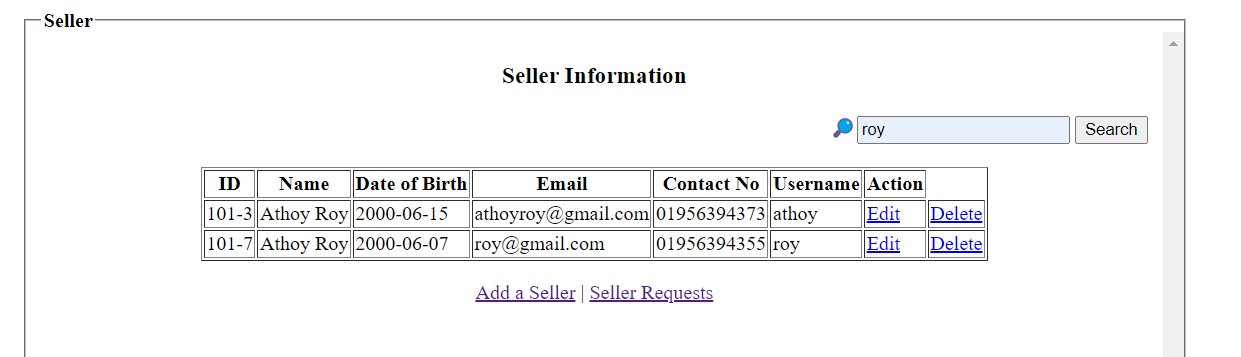 Seller
Seller Information
roy Search
ID Name Date of Birth Email Contact No Username Action
101-3 Athoy Roy 2000-06-15 athoyroy@gmail.com 01956394373 athoy Edit Delete
101-7 Athoy Roy 2000-06-07 roy@gmail.com 01956394355 roy Edit Delete
Add a Seller | Seller Requests